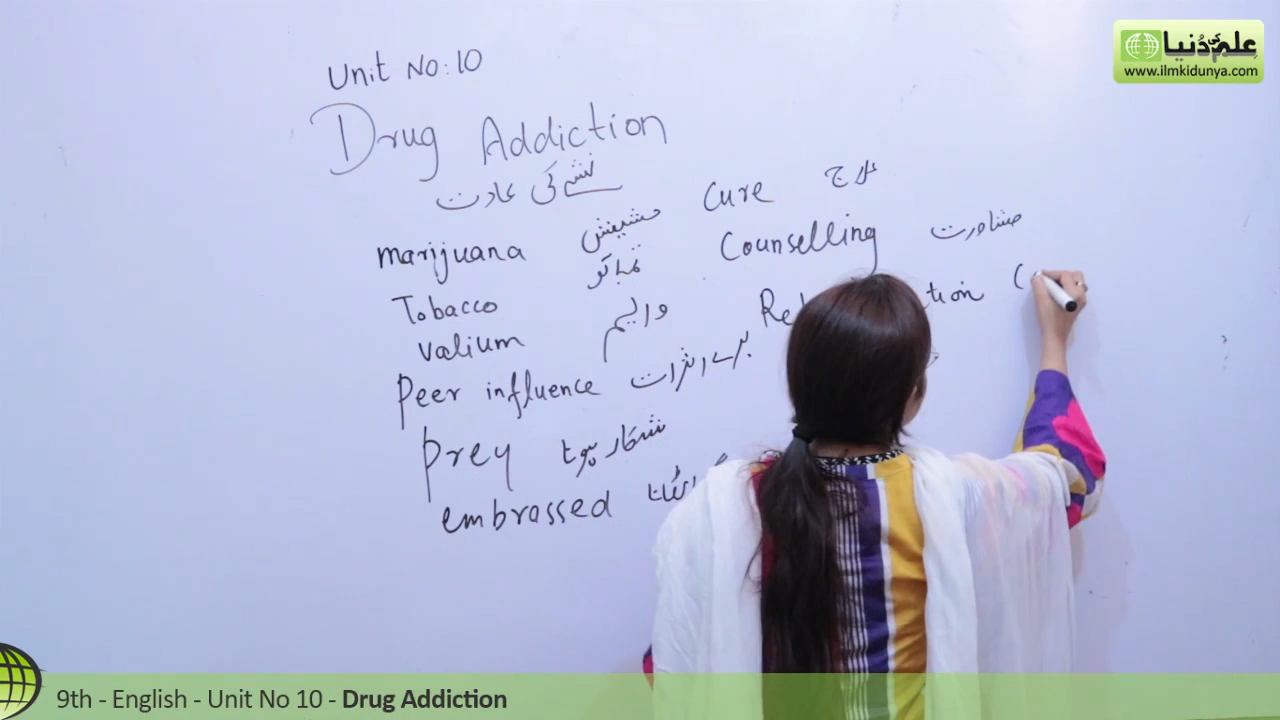 علم کی دُنیا
www.ilmkidunya.com
Unit No: 10
Drug Addiction
نشے کی عادت
marijuana حشیش
Tobacco تمباکو
valium والیم
Peer influence برے اثرات
Prey شکار ہونا
embrassed
Cure علاج
Counselling مشاورت
tion (
9th - English - Unit No 10 - Drug Addiction